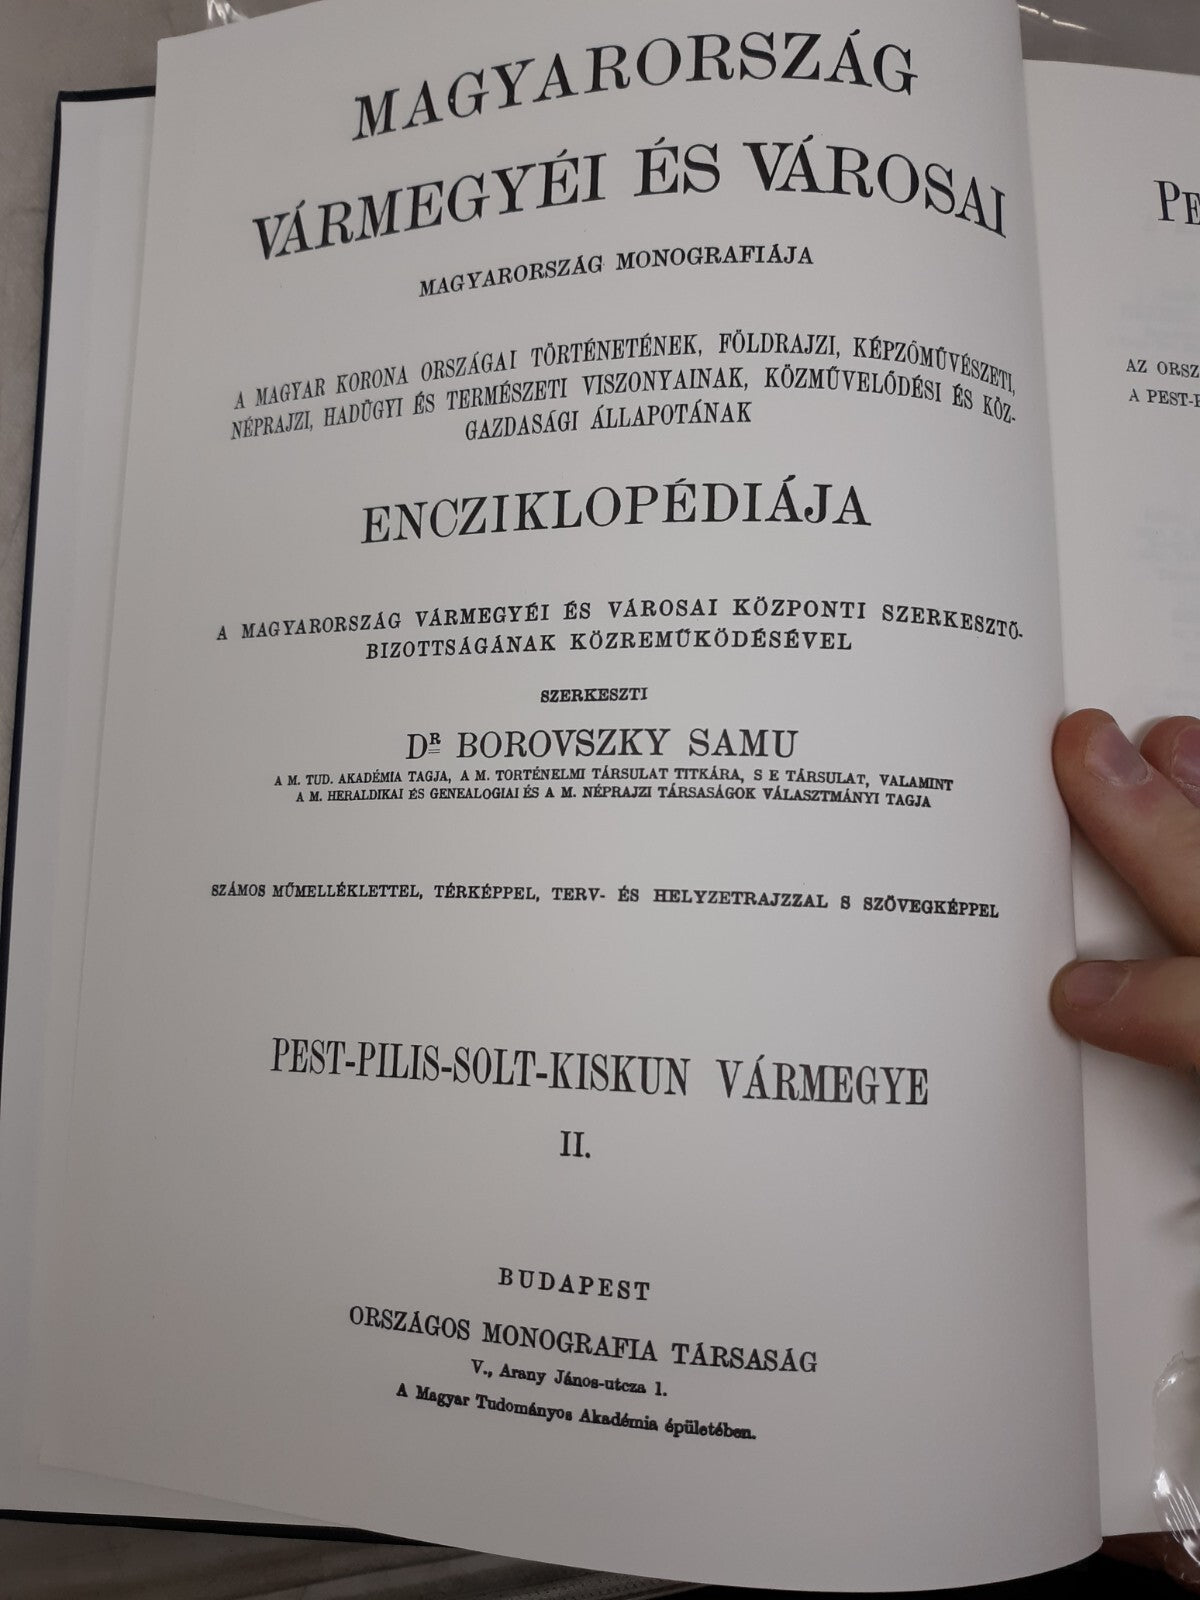 MAGYARORSZÁG
VÁRMEGYÉI ÉS VÁROSAI
MAGYARORSZÁG MONOGRAFIÁJA
A MAGYAR KORONA ORSZÁGAI TÖRTÉNETÉNEK, FÖLDRAJZI, KÉPZŐMŰVÉSZETI,
NÉPRAJZI, HADÜGYI ÉS TERMÉSZETI VISZONYAINAK, KÖZMŰVELŐDÉSI ÉS KÖZ-
GAZDASÁGI ÁLLAPOTÁNAK
ENCZIKLOPÉDIÁJA
A MAGYARORSZÁG VÁRMEGYÉI ÉS VÁROSAI KÖZPONTI SZERKESZTŐ-
BIZOTTSÁGÁNAK KÖZREMŰKÖDÉSÉVEL
SZERKESZTI
DR BOROVSZKY SAMU
A M. TUD. AKADÉMIA TAGJA, A M. TORTÉNELMI TÁRSULAT TITKÁRA, S E TÁRSULAT, VALAMINT
A M. HERALDIKAI ÉS GENEALOGIAI ÉS A M. NÉPRAJZI TÁRSASÁGOK VÁLASZTMÁNYI TAGJA
SZÁMOS MŰMELLÉKLETTEL, TÉRKÉPPEL, TERV- ÉS HELYZETRAJZZAL S SZÖVEGKÉPPEL
PEST-PILIS-SOLT-KISKUN VÁRMEGYE
II.
BUDAPEST
ORSZÁGOS MONOGRAFIA TÁRSASÁG
V., Arany János-utcza 1.
A Magyar Tudományos Akadémia épületében.
PE
AZ ORSZ
A PEST-